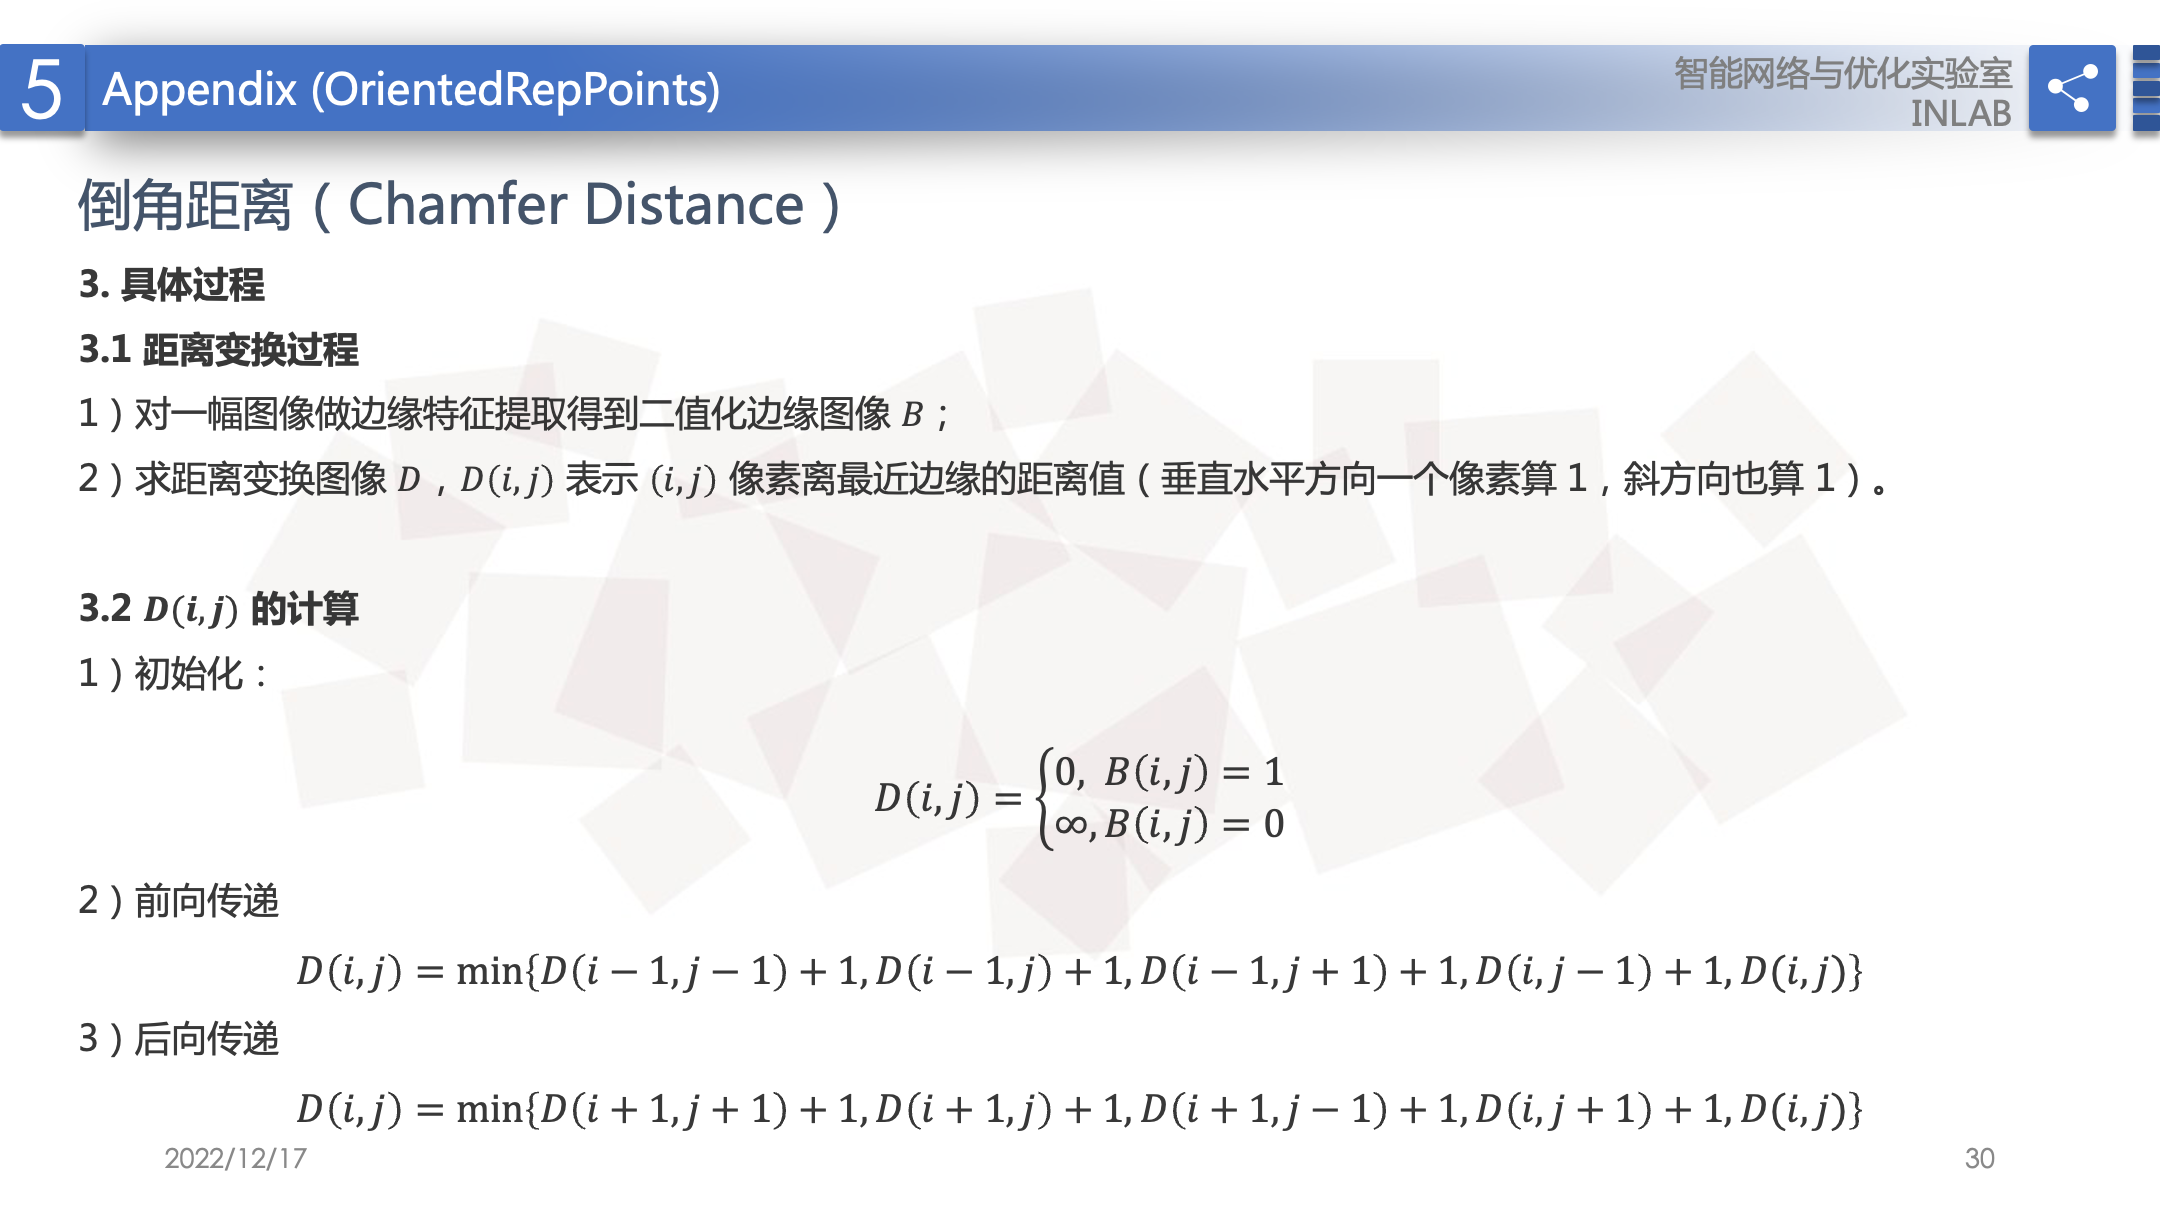 5
Appendix (OrientedRepPoints)
智能网络与优化实验室
INLAB
倒角距离（Chamfer Distance）
3. 具体过程
3.1 距离变换过程
1）对一幅图像做边缘特征提取得到二值化边缘图像 B；
2）求距离变换图像 D，D(i,j) 表示 (i,j) 像素离最近边缘的距离值（垂直水平方向一个像素算 1，斜方向也算 1）。
3.2 D(i,j) 的计算
1）初始化：
D(i,j) = {0, B(i,j) = 1
∞, B(i,j) = 0
2）前向传递
D(i,j) = min{D(i − 1,j − 1) + 1,D(i − 1,j) + 1,D(i − 1,j + 1) + 1,D(i,j − 1) + 1,D(i,j)}
3）后向传递
D(i,j) = min{D(i + 1,j + 1) + 1,D(i + 1,j) + 1,D(i + 1,j − 1) + 1,D(i,j + 1) + 1,D(i,j)}
2022/12/17
30